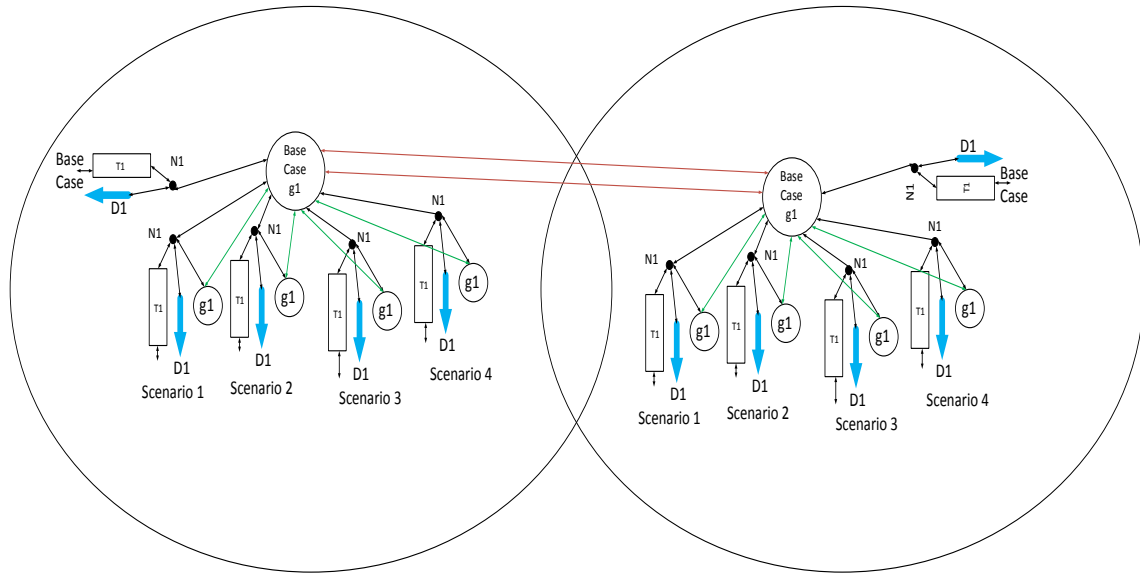 Base
Case
T1
N1
D1
Base
Case
g1
N1
T1
g1
D1
Scenario 1
N1
T1
g1
D1
Scenario 2
N1
T1
g1
D1
Scenario 3
N1
T1
g1
D1
Scenario 4
Base
Case
g1
D1
N1
T1
Base
Case
N1
T1
g1
D1
Scenario 1
N1
T1
g1
D1
Scenario 2
N1
T1
g1
D1
Scenario 3
N1
T1
g1
D1
Scenario 4